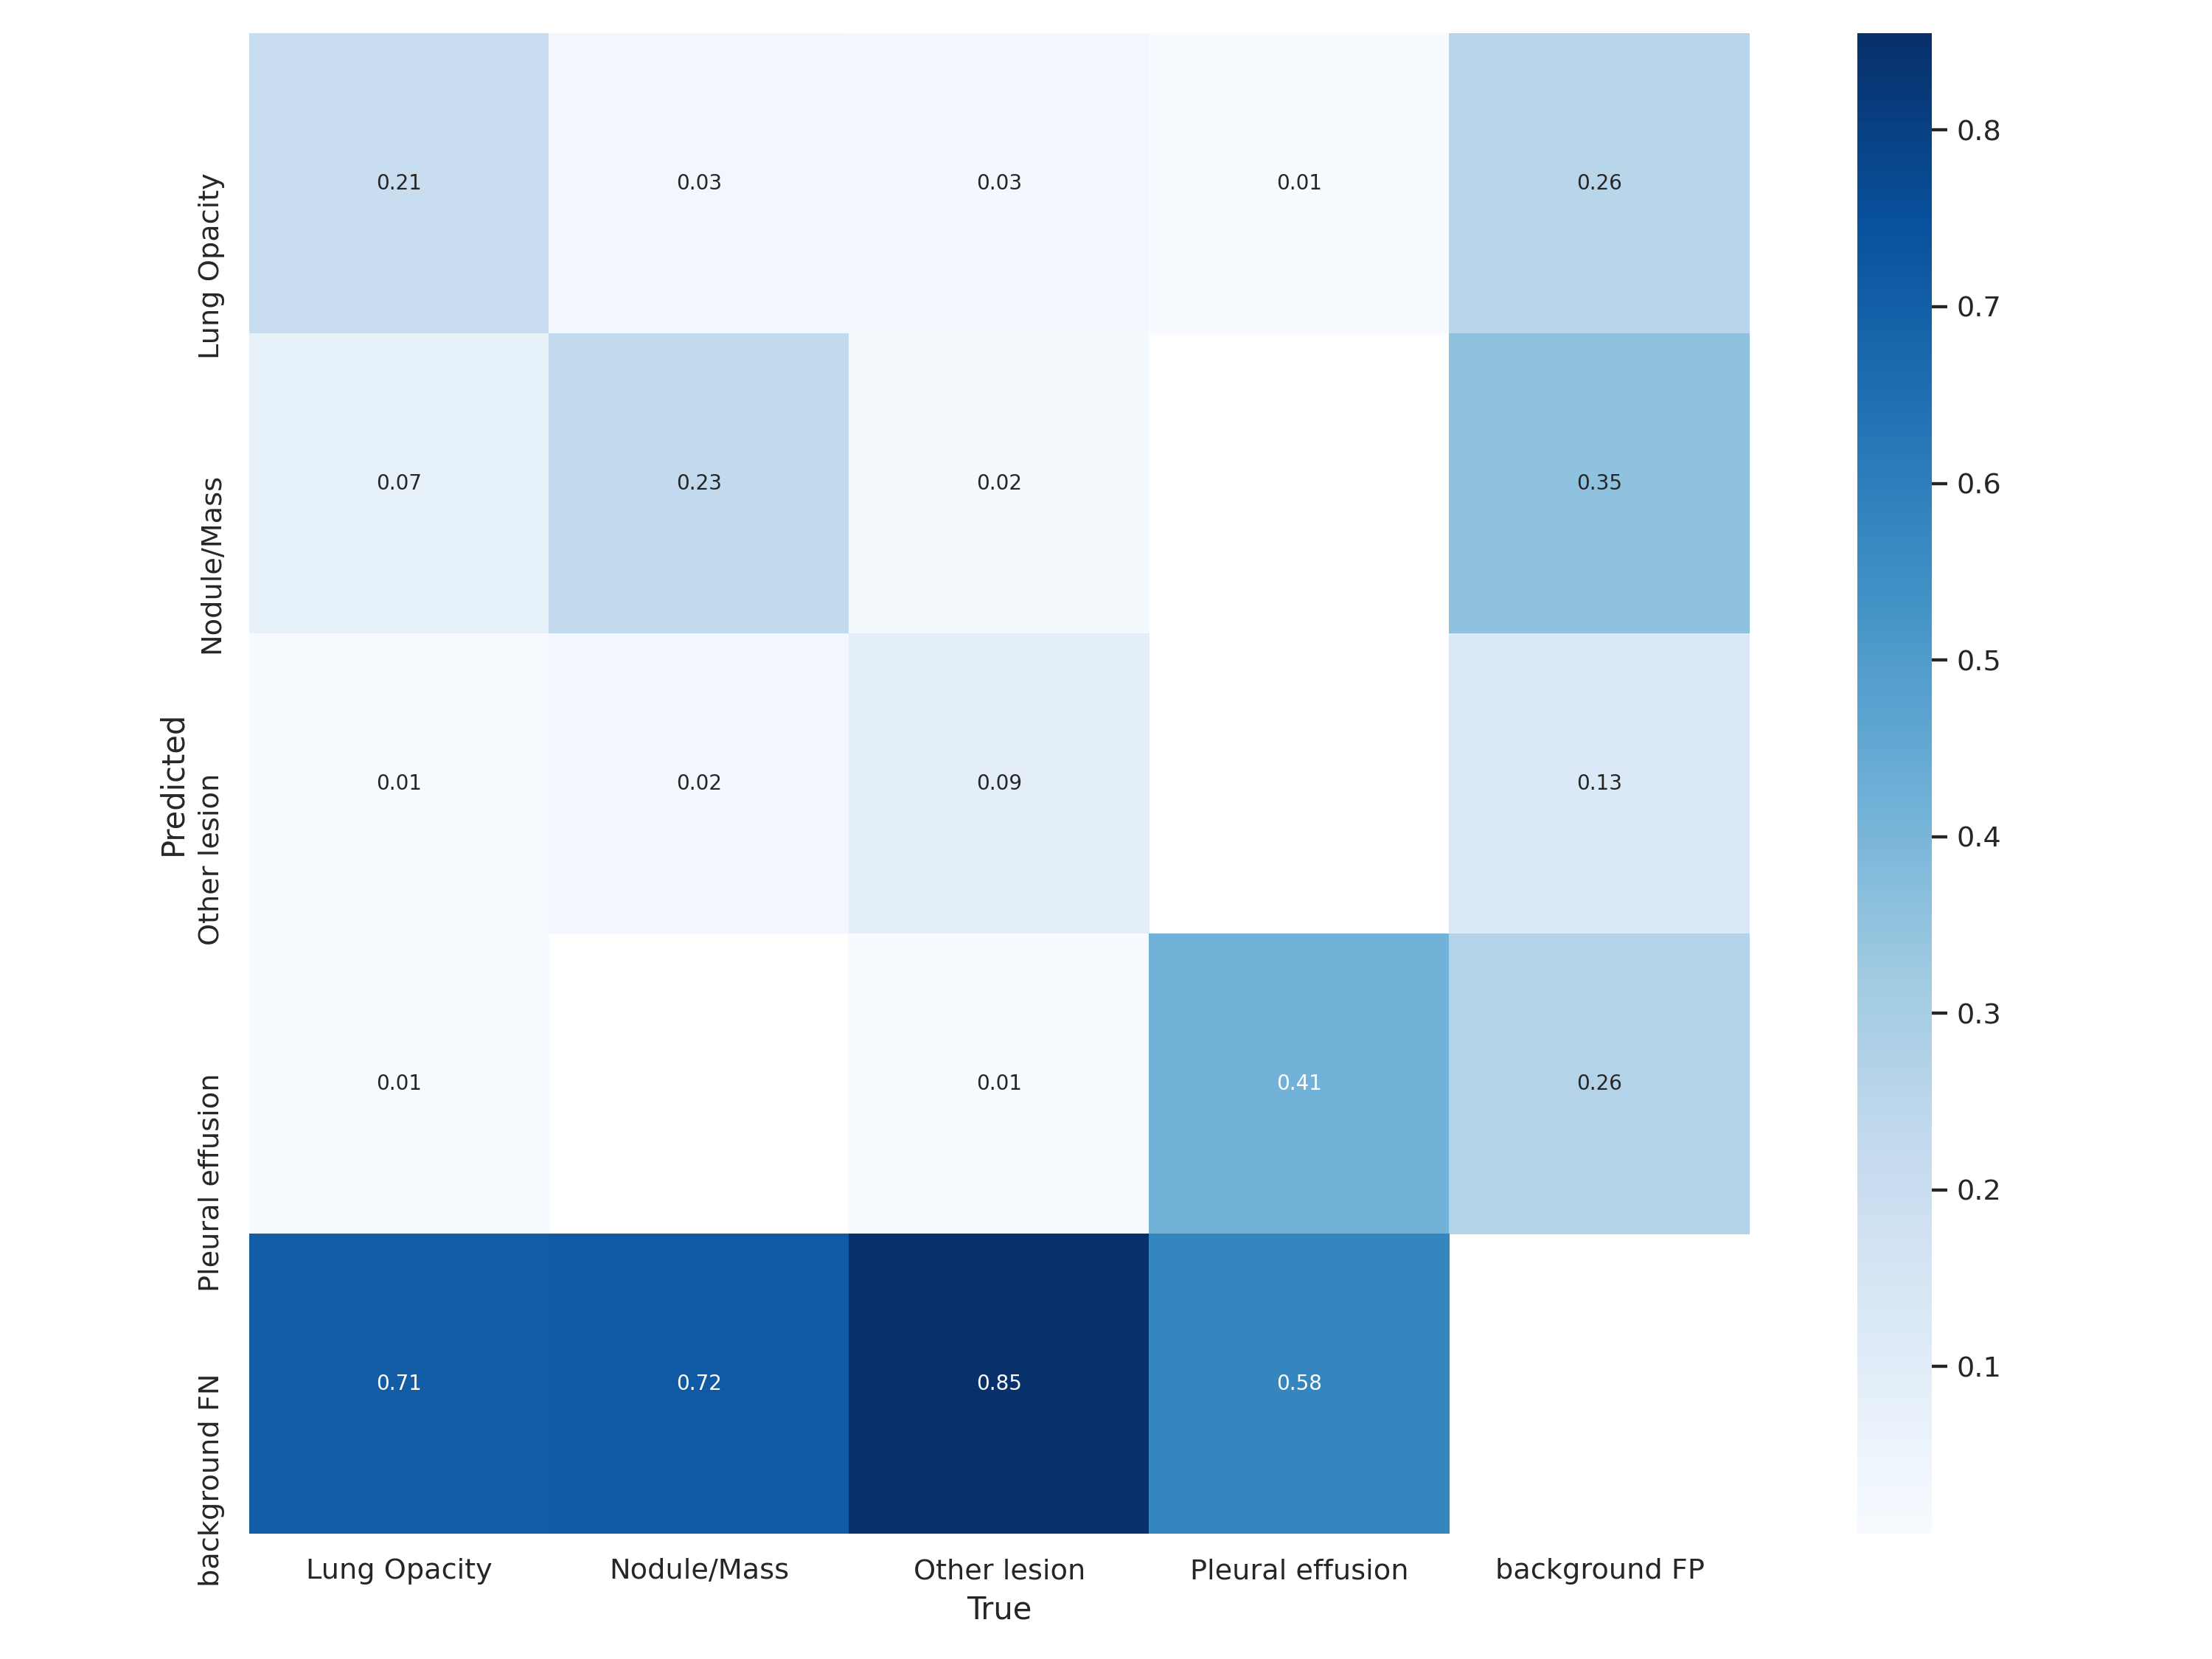 Predicted
Lung Opacity
0.21 0.03 0.03 0.01 0.26
Nodule/Mass
0.07 0.23 0.02 0.35
Other lesion
0.01 0.02 0.09 0.13
Pleural effusion
0.01 0.01 0.41 0.26
background FN
0.71 0.72 0.85 0.58
Lung Opacity Nodule/Mass Other lesion Pleural effusion background FP
True
0.8
0.7
0.6
0.5
0.4
0.3
0.2
0.1